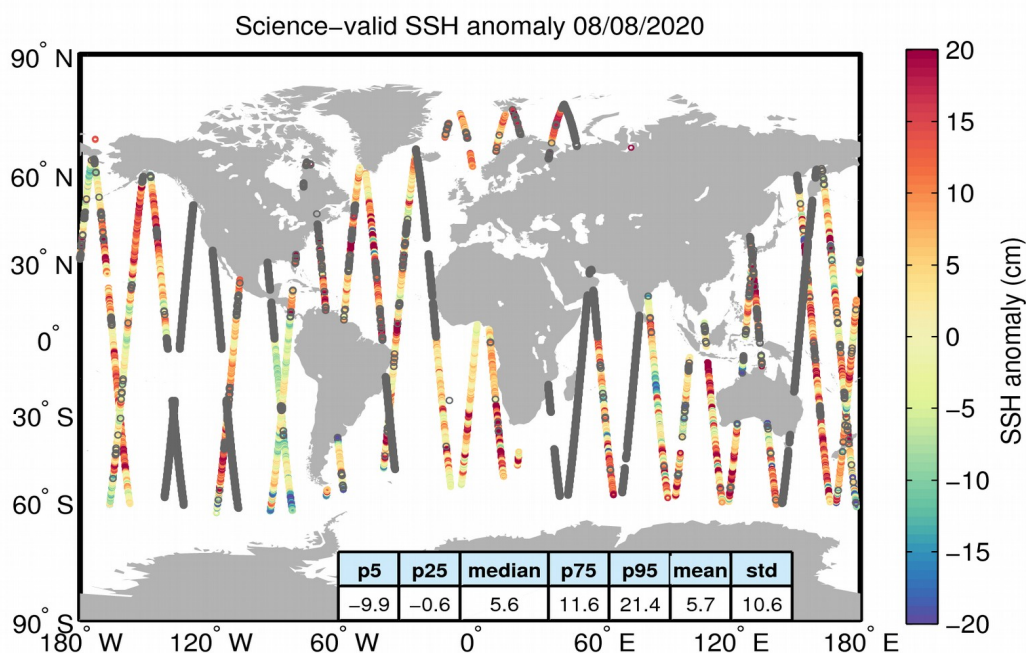 Science−valid SSH anomaly 08/08/2020
90° N
60° N
30° N
0°
30° S
60° S
90° S
180° W
120° W
60° W
0°
60° E
120° E
180° E
p5 p25 median p75 p95 mean std
−9.9 −0.6 5.6 11.6 21.4 5.7 10.6
20
15
10
5
0
−5
−10
−15
−20
SSH anomaly (cm)